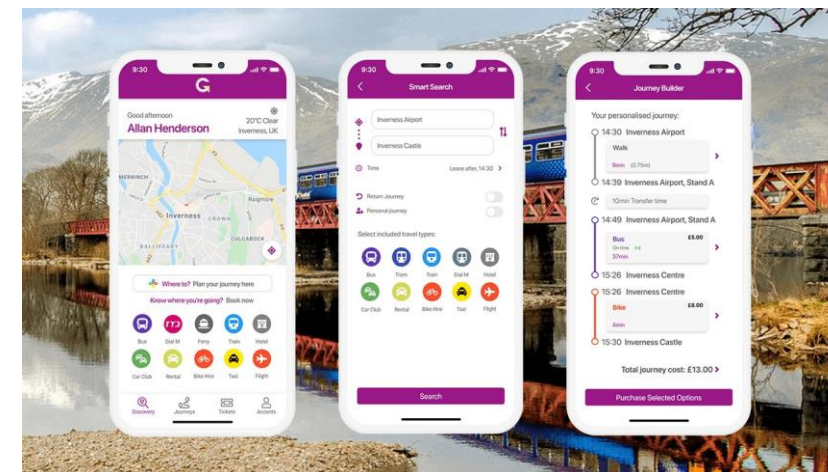 9:30
G
Good afternoon
Allan Henderson
20°C Clear
Inverness, UK
MERKINCH
Raigmore
Inverness
CROWN
CULCABOCK
BALLIFEARY
Where to? Plan your journey here
Know where you're going? Book now
Bus
Dial M
Ferry
Train
Hotel
Car Club
Rental
Bike Hire
Taxi
Flight
Discovery
Journeys
Tickets
Accounts
9:30
Smart Search
Inverness Airport
Inverness Castle
Time
Leave after, 14:30
Return Journey
Personal journey
Select included travel types:
Bus
Tram
Train
Dial M
Hotel
Car Club
Rental
Bike Hire
Taxi
Flight
Search
9:30
Journey Builder
Your personalised journey:
14:30 Inverness Airport
Walk
9min (0.75m)
14:39 Inverness Airport, Stand A
10min Transfer time
14:49 Inverness Airport, Stand A
Bus £5.00
On time
37min
15:26 Inverness Centre
15:26 Inverness Centre
Bike £8.00
4min
15:30 Inverness Castle
Total journey cost: £13.00 >
Purchase Selected Options